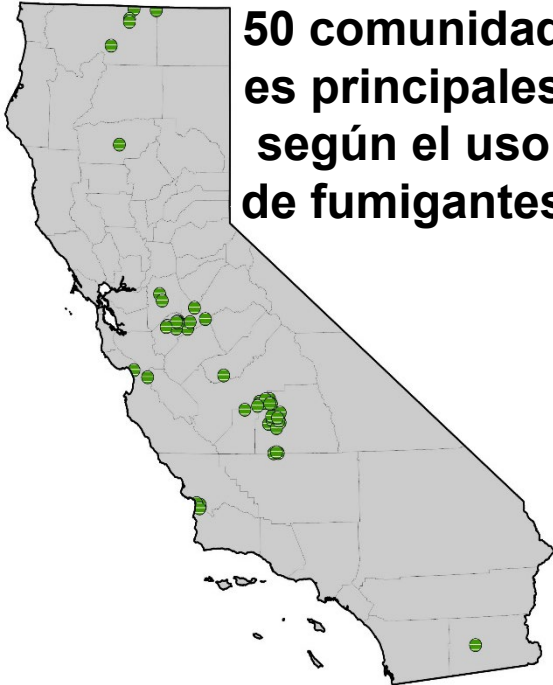 50 comunidad
es principales
según el uso
de fumigantes